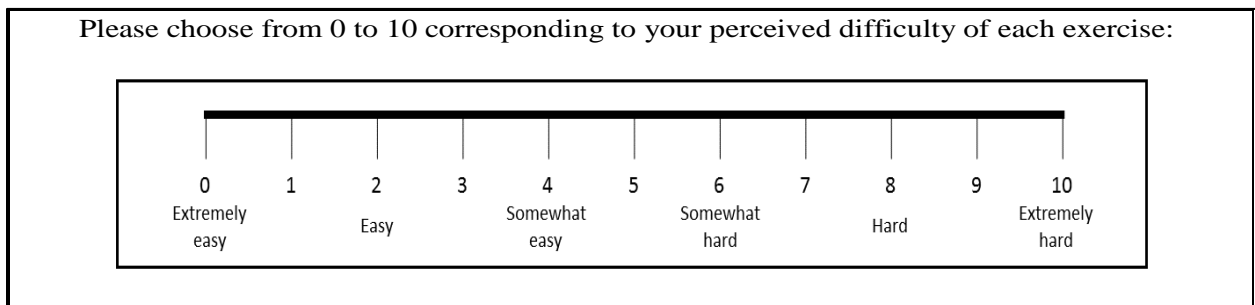 Please choose from 0 to 10 corresponding to your perceived difficulty of each exercise:
0 1 2 3 4 5 6 7 8 9 10
Extremely easy
Easy
Somewhat easy
Somewhat hard
Hard
Extremely hard